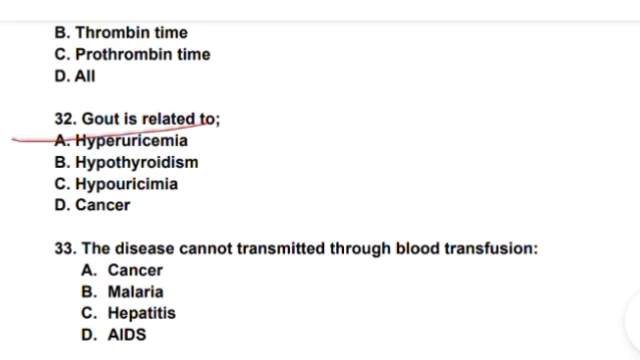 B. Thrombin time
C. Prothrombin time
D. All
32. Gout is related to;
A. Hyperuricemia
B. Hypothyroidism
C. Hypouricimia
D. Cancer
33. The disease cannot transmitted through blood transfusion:
A. Cancer
B. Malaria
C. Hepatitis
D. AIDS